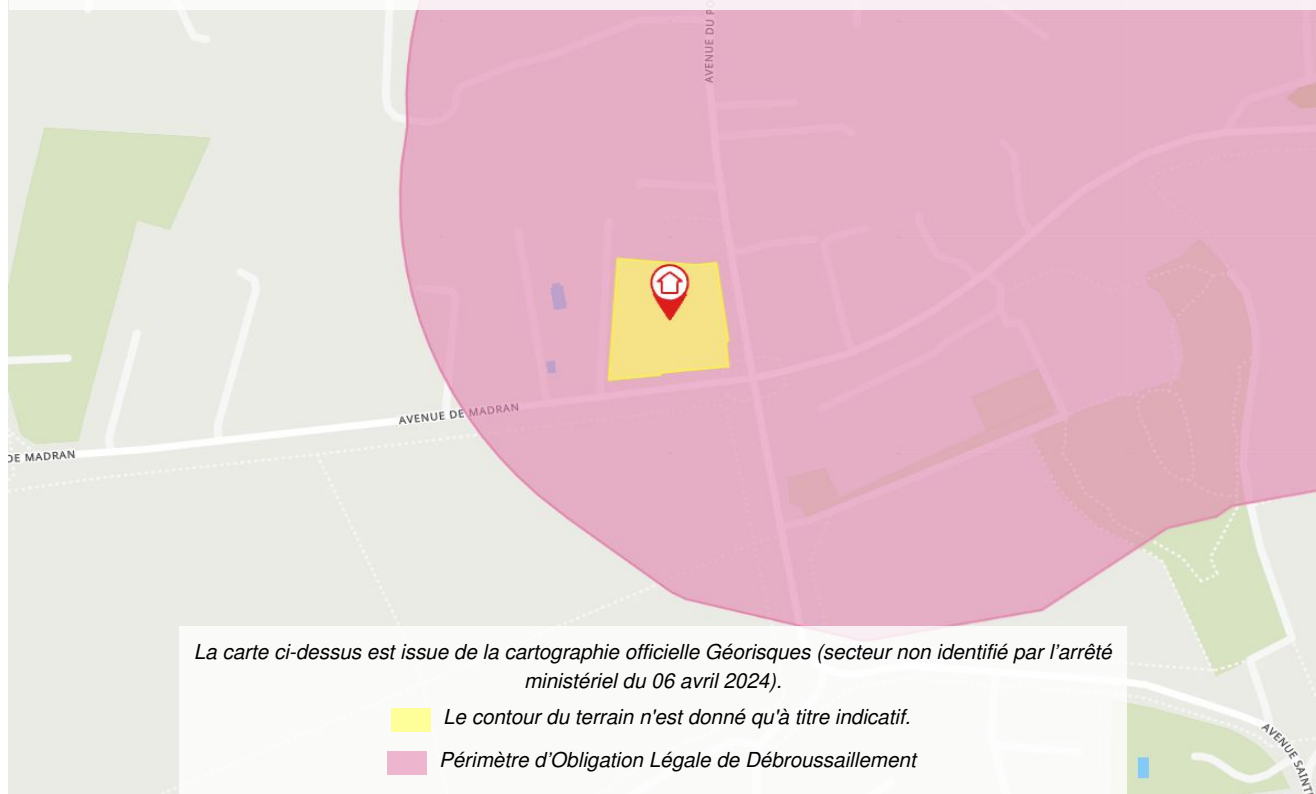 AVENUE DU
AVENUE DE MADRAN
DE MADRAN
La carte ci-dessus est issue de la cartographie officielle Géorisques (secteur non identifié par l'arrêté
ministériel du 06 avril 2024).
Le contour du terrain n'est donné qu'à titre indicatif.
Périmètre d'Obligation Légale de Débroussaillement
AVENUE